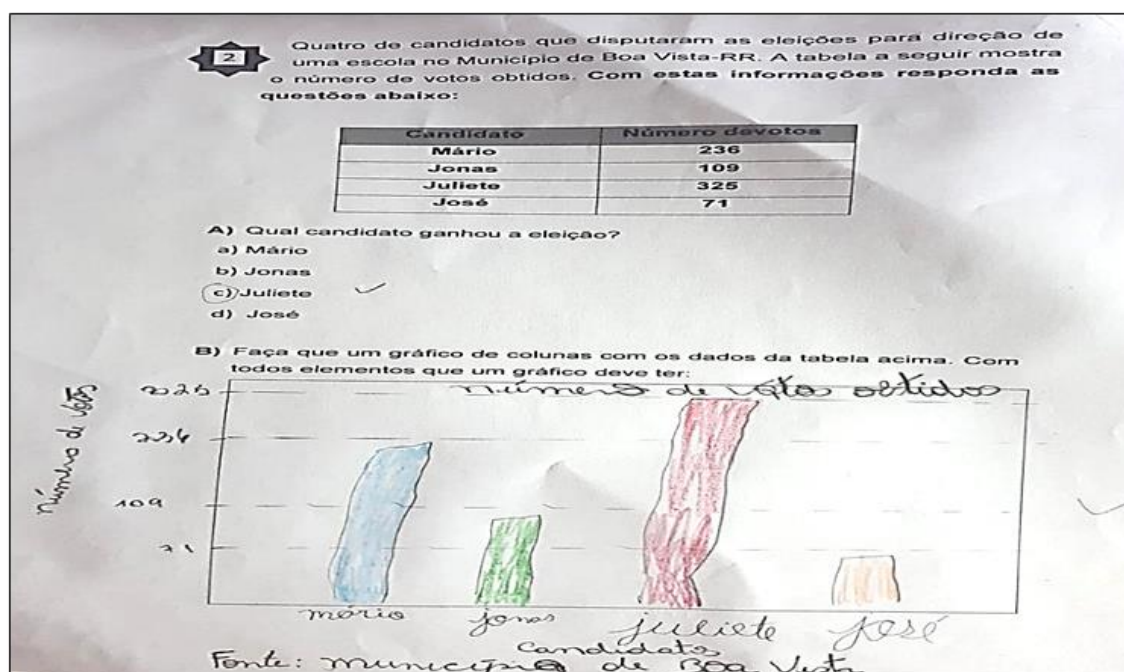 2
Quatro de candidatos que disputaram as eleições para direção de
uma escola no Município de Boa Vista-RR. A tabela a seguir mostra
o número de votos obtidos. Com estas informações responda as
questões abaixo:
Candidato Número devotos
Mário 236
Jonas 109
Juliete 325
José 71
A) Qual candidato ganhou a eleição?
a) Mário
b) Jonas
c) Juliete
d) José
B) Faça que um gráfico de colunas com os dados da tabela acima. Com
todos elementos que um gráfico deve ter:
Número de votos obtidos
Número de votos
325
236
109
71
mário jonas juliete josé
Candidatos
Fonte: município de Boa Vista